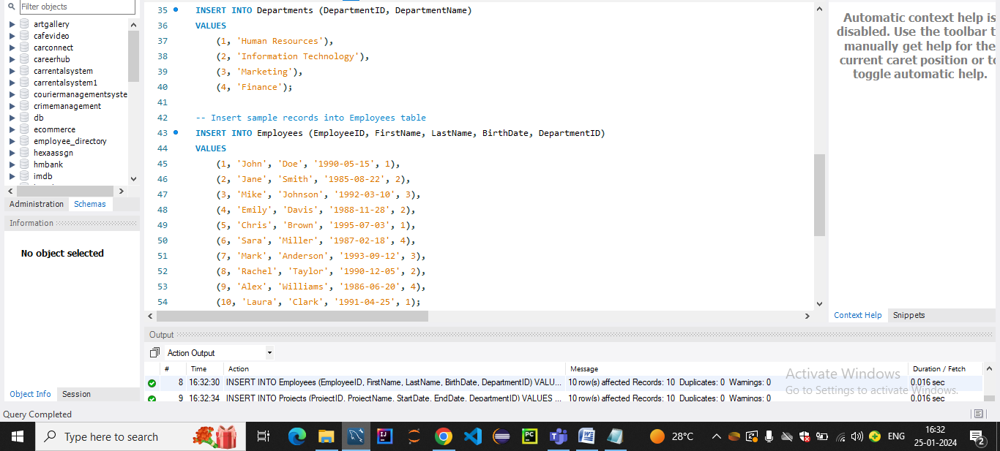 Filter objects
artgallery
cafevideo
carconnect
careerhub
carrentalsystem
carrentalsystem1
couriermanagementsyste
crimemanagement
db
ecommerce
employee_directory
hexaassgn
hmbank
imdb
Administration Schemas
Information
No object selected
Object Info Session
35 INSERT INTO Departments (DepartmentID, DepartmentName)
36 VALUES
37 (1, 'Human Resources'),
38 (2, 'Information Technology'),
39 (3, 'Marketing'),
40 (4, 'Finance');
41
42 -- Insert sample records into Employees table
43 INSERT INTO Employees (EmployeeID, FirstName, LastName, BirthDate, DepartmentID)
44 VALUES
45 (1, 'John', 'Doe', '1990-05-15', 1),
46 (2, 'Jane', 'Smith', '1985-08-22', 2),
47 (3, 'Mike', 'Johnson', '1992-03-10', 3),
48 (4, 'Emily', 'Davis', '1988-11-28', 2),
49 (5, 'Chris', 'Brown', '1995-07-03', 1),
50 (6, 'Sara', 'Miller', '1987-02-18', 4),
51 (7, 'Mark', 'Anderson', '1993-09-12', 3),
52 (8, 'Rachel', 'Taylor', '1990-12-05', 2),
53 (9, 'Alex', 'Williams', '1986-06-20', 4),
54 (10, 'Laura', 'Clark', '1991-04-25', 1);
Automatic context help is
disabled. Use the toolbar t
manually get help for the
current caret position or to
toggle automatic help.
Context Help Snippets
Output
Action Output
# Time Action Message Duration / Fetch
8 16:32:30 INSERT INTO Employees (EmployeeID, FirstName, LastName, BirthDate, DepartmentID) VALU... 10 row(s) affected Records: 10 Duplicates: 0 Warnings: 0 0.016 sec
9 16:32:34 INSERT INTO Projects (ProjectID, ProjectName, StartDate, EndDate, DepartmentID) VALUES ... 10 row(s) affected Records: 10 Duplicates: 0 Warnings: 0 0.016 sec
Activate Windows
Go to Settings to activate Windows.
Query Completed
Type here to search
28°C
ENG
16:32
25-01-2024
2